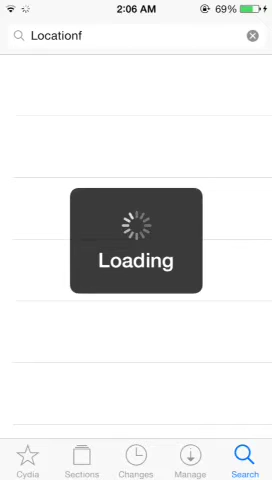 2:06 AM
69%
Locationf
Loading
Cydia
Sections
Changes
Manage
Search